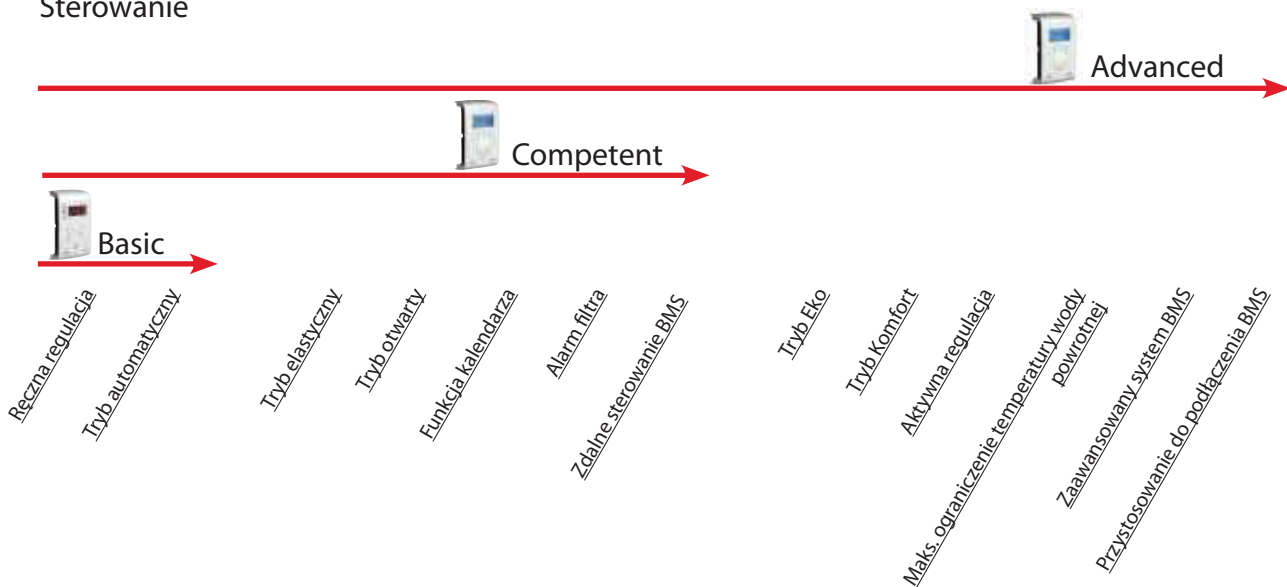 Sterowanie
Advanced
Competent
Basic
Ręczna regulacja
Tryb automatyczny
Tryb elastyczny
Tryb otwarty
Funkcja kalendarza
Alarm filtra
Zdalne sterowanie BMS
Tryb Eko
Tryb Komfort
Aktywna regulacja
Maks. ograniczenie temperatury wody
powrotnej
Zaawansowany system BMS
Przystosowanie do podłączenia BMS